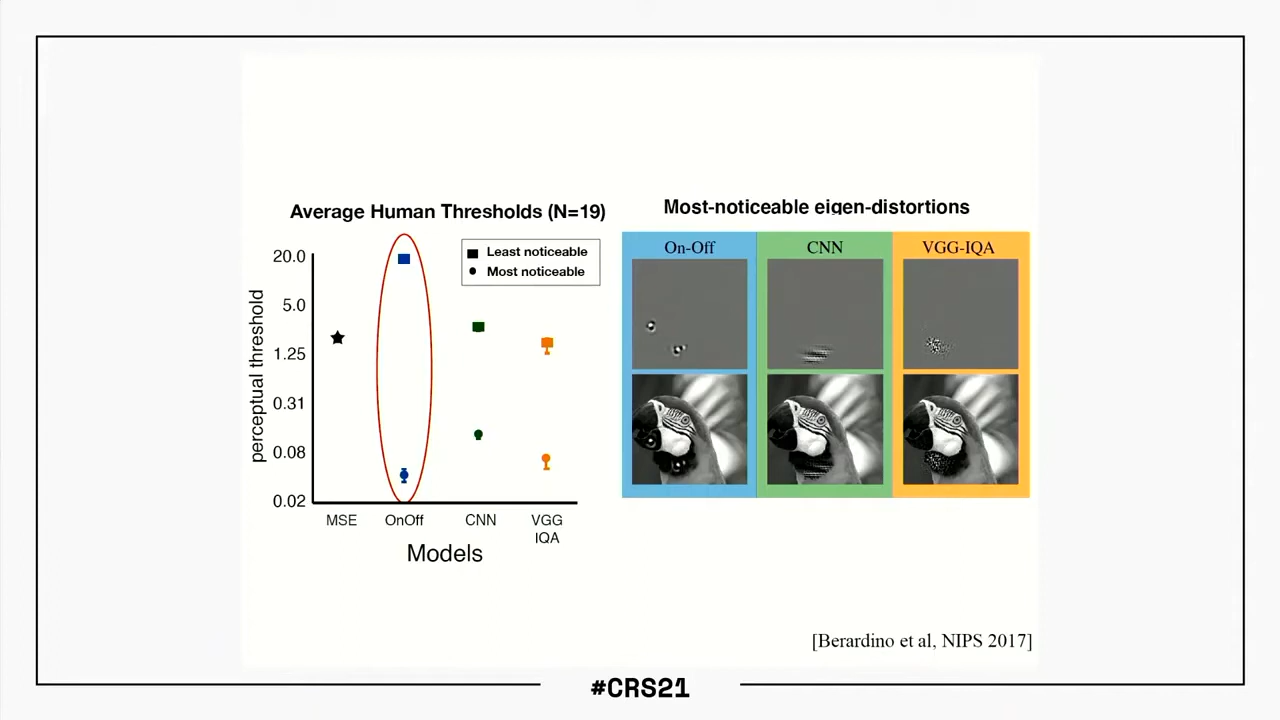 Average Human Thresholds (N=19)
Most-noticeable eigen-distortions
Least noticeable
Most noticeable
perceptual threshold
20.0
5.0
1.25
0.31
0.08
0.02
MSE
OnOff
CNN
VGG
IQA
Models
On-Off
CNN
VGG-IQA
[Berardino et al, NIPS 2017]
#CRS21